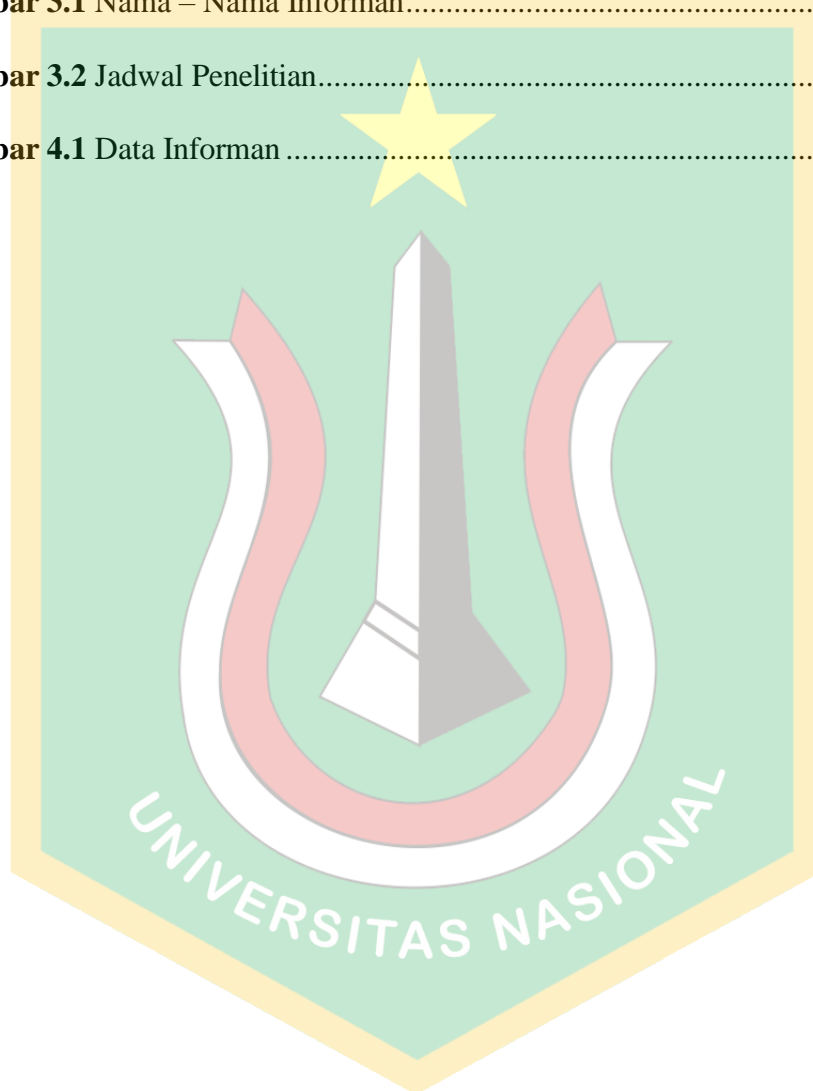 bar 3.1 Nama – Nama Informan................................................
bar 3.2 Jadwal Penelitian..........................................................
bar 4.1 Data Informan ..............................................................
UNIVERSITAS NASIONAL